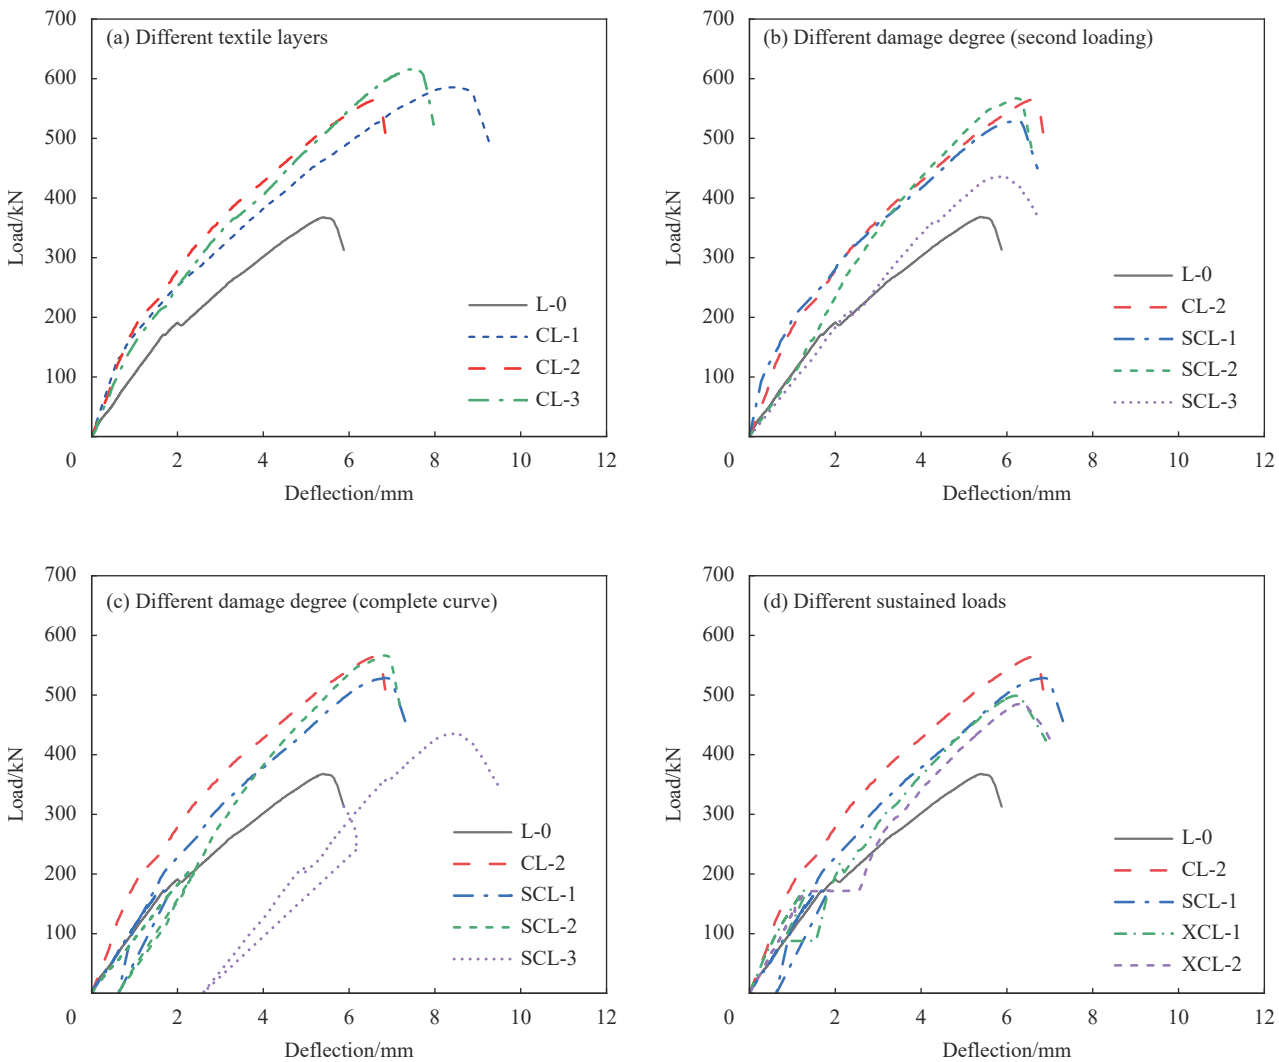 700
600
500
400
300
200
100
0
2
4
6
8
10
12
Load/kN
Deflection/mm
(a) Different textile layers
L-0
CL-1
CL-2
CL-3
700
600
500
400
300
200
100
0
2
4
6
8
10
12
Load/kN
Deflection/mm
(b) Different damage degree (second loading)
L-0
CL-2
SCL-1
SCL-2
SCL-3
700
600
500
400
300
200
100
0
2
4
6
8
10
12
Load/kN
Deflection/mm
(c) Different damage degree (complete curve)
L-0
CL-2
SCL-1
SCL-2
SCL-3
700
600
500
400
300
200
100
0
2
4
6
8
10
12
Load/kN
Deflection/mm
(d) Different sustained loads
L-0
CL-2
SCL-1
XCL-1
XCL-2